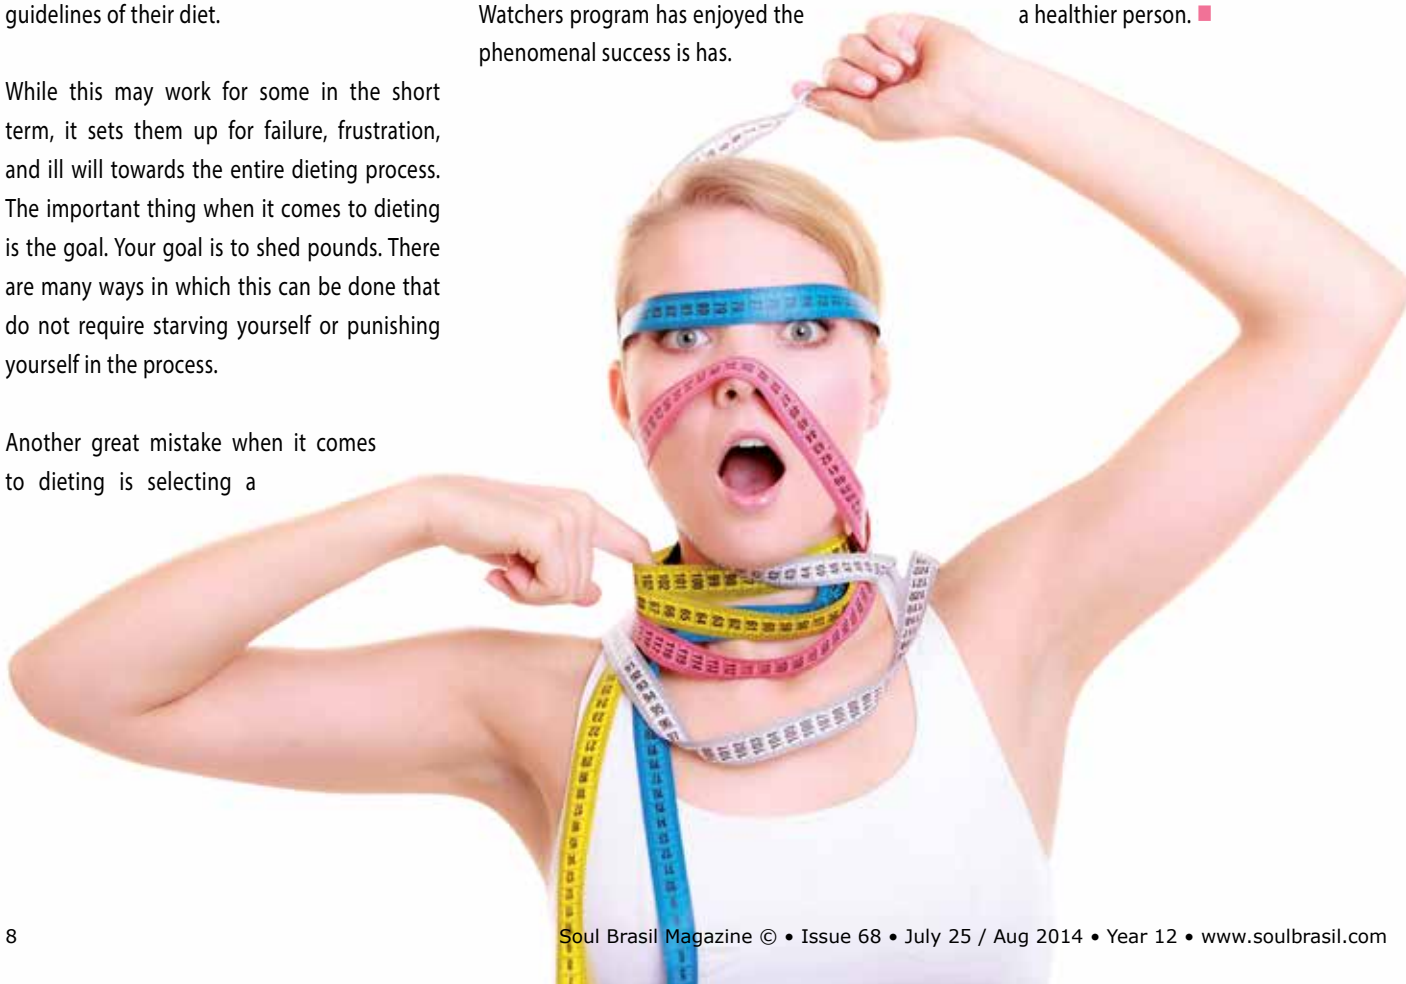 guidelines of their diet.
While this may work for some in the short
term, it sets them up for failure, frustration,
and ill will towards the entire dieting process.
The important thing when it comes to dieting
is the goal. Your goal is to shed pounds. There
are many ways in which this can be done that
do not require starving yourself or punishing
yourself in the process.
Another great mistake when it comes
to dieting is selecting a
Watchers program has enjoyed the
phenomenal success is has.
a healthier person.
8
Soul Brasil Magazine © • Issue 68 • July 25 / Aug 2014 • Year 12 • www.soulbrasil.com